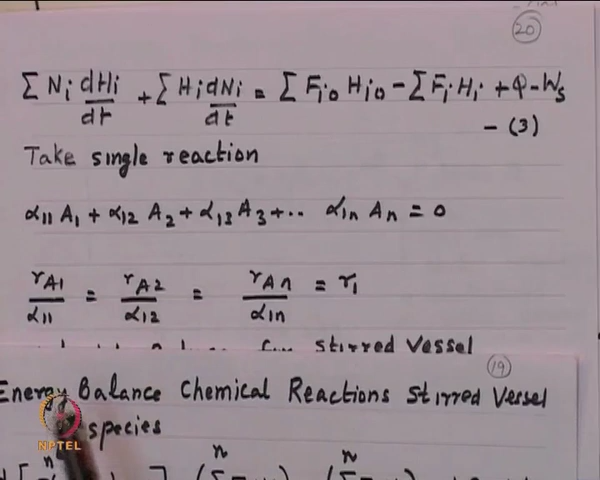 20
Σ Ni dHi/dt + Σ Hi dNi/dt = Σ Fi0 Hi0 - Σ Fi Hi + Q - Ws
- (3)
Take single reaction
α11 A1 + α12 A2 + α13 A3 + .. α1n An = 0
rA1/α11 = rA2/α12 = rAn/α1n = r1
stirred vessel
19
Energy Balance Chemical Reactions Stirred Vessel
species
NPTEL
n n n